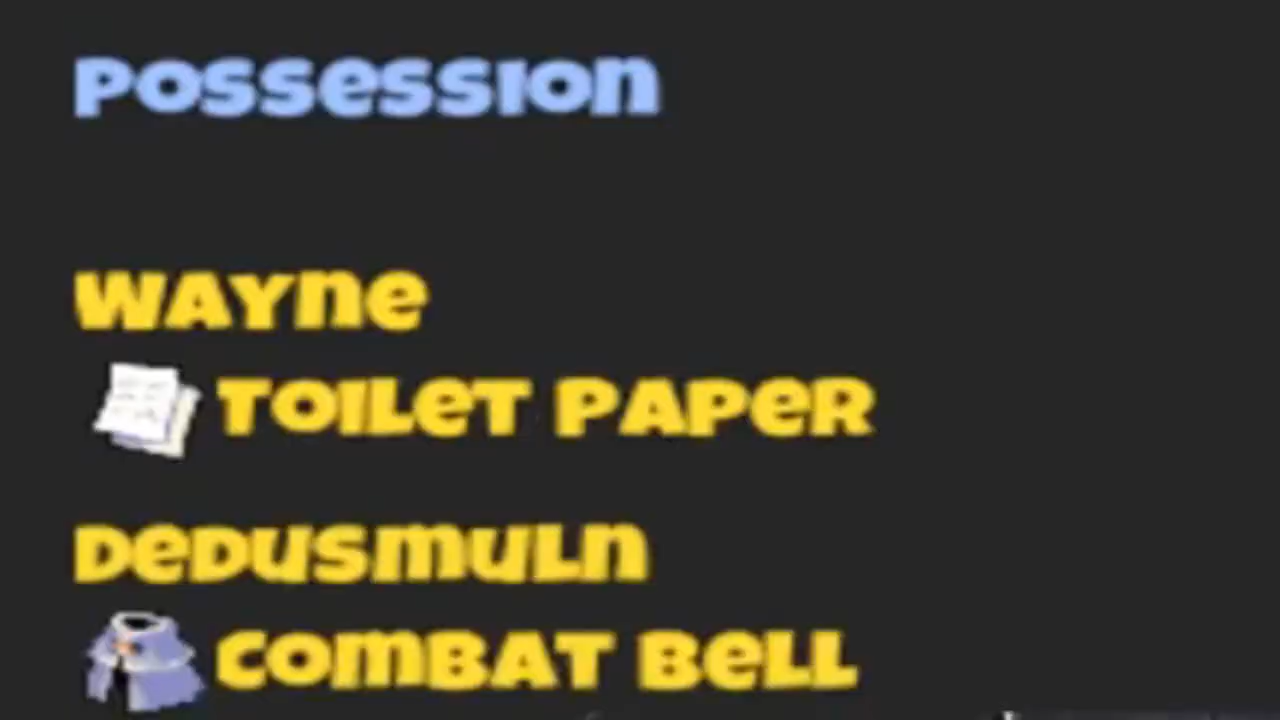 Possession
Wayne
Toilet Paper
Dedusmuln
Combat Bell